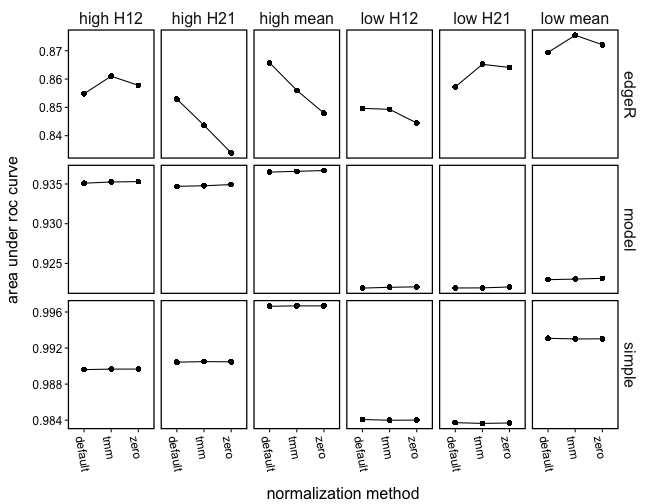 high H12 high H21 high mean low H12 low H21 low mean
0.87
0.86
0.85
0.84
edgeR
0.935
0.930
0.925
model
0.996
0.992
0.988
0.984
simple
area under roc curve
default tmm zero default tmm zero default tmm zero default tmm zero default tmm zero default tmm zero
normalization method